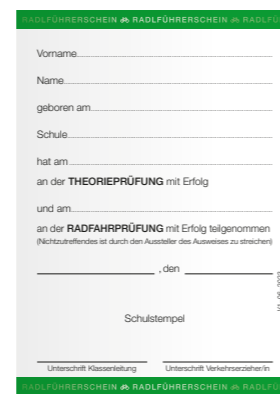 RADLFÜHRERSCHEIN RADLFÜHRERSCHEIN RADLFÜ
Vorname
Name
geboren am
Schule
hat am
an der THEORIEPRÜFUNG mit Erfolg
und am
an der RADFAHRPRÜFUNG mit Erfolg teilgenommen
(Nichtzutreffendes ist durch den Aussteller des Ausweises zu streichen)
, den
Schulstempel
Unterschrift Klassenleitung Unterschrift Verkehrserzieher/in
RADLFÜHRERSCHEIN RADLFÜHRERSCHEIN RADLFÜ